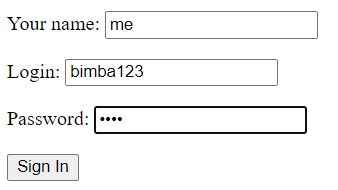 Your name: me
Login: bimba123
Password: ••••
Sign In